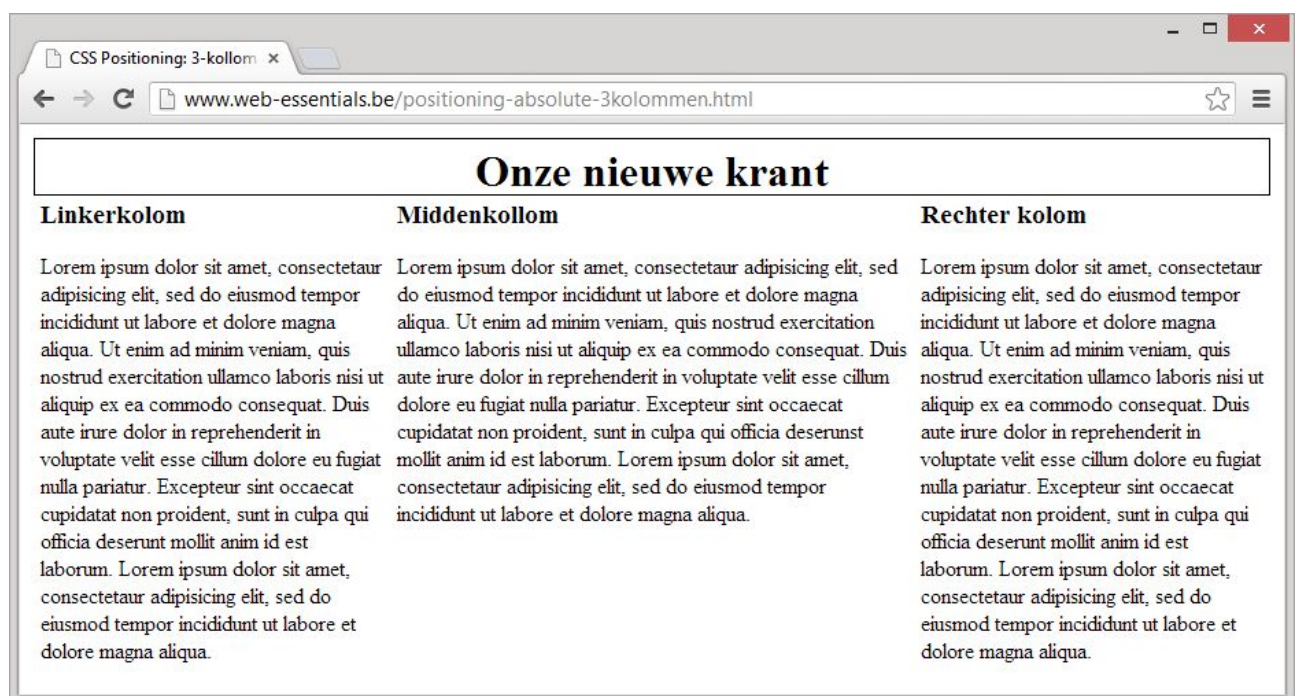 CSS Positioning: 3-kollom
www.web-essentials.be/positioning-absolute-3kolommen.html
Onze nieuwe krant
Linkerkolom
Lorem ipsum dolor sit amet, consectetaur
adipisicing elit, sed do eiusmod tempor
incididunt ut labore et dolore magna
aliqua. Ut enim ad minim veniam, quis
nostrud exercitation ullamco laboris nisi ut
aliquip ex ea commodo consequat. Duis
aute irure dolor in reprehenderit in
voluptate velit esse cillum dolore eu fugiat
nulla pariatur. Excepteur sint occaecat
cupidatat non proident, sunt in culpa qui
officia deserunt mollit anim id est
laborum. Lorem ipsum dolor sit amet,
consectetaur adipisicing elit, sed do
eiusmod tempor incididunt ut labore et
dolore magna aliqua.
Middenkollom
Lorem ipsum dolor sit amet, consectetaur adipisicing elit, sed
do eiusmod tempor incididunt ut labore et dolore magna
aliqua. Ut enim ad minim veniam, quis nostrud exercitation
ullamco laboris nisi ut aliquip ex ea commodo consequat. Duis
aute irure dolor in reprehenderit in voluptate velit esse cillum
dolore eu fugiat nulla pariatur. Excepteur sint occaecat
cupidatat non proident, sunt in culpa qui officia deserunst
mollit anim id est laborum. Lorem ipsum dolor sit amet,
consectetaur adipisicing elit, sed do eiusmod tempor
incididunt ut labore et dolore magna aliqua.
Rechter kolom
Lorem ipsum dolor sit amet, consectetaur
adipisicing elit, sed do eiusmod tempor
incididunt ut labore et dolore magna
aliqua. Ut enim ad minim veniam, quis
nostrud exercitation ullamco laboris nisi ut
aliquip ex ea commodo consequat. Duis
aute irure dolor in reprehenderit in
voluptate velit esse cillum dolore eu fugiat
nulla pariatur. Excepteur sint occaecat
cupidatat non proident, sunt in culpa qui
officia deserunt mollit anim id est
laborum. Lorem ipsum dolor sit amet,
consectetaur adipisicing elit, sed do
eiusmod tempor incididunt ut labore et
dolore magna aliqua.